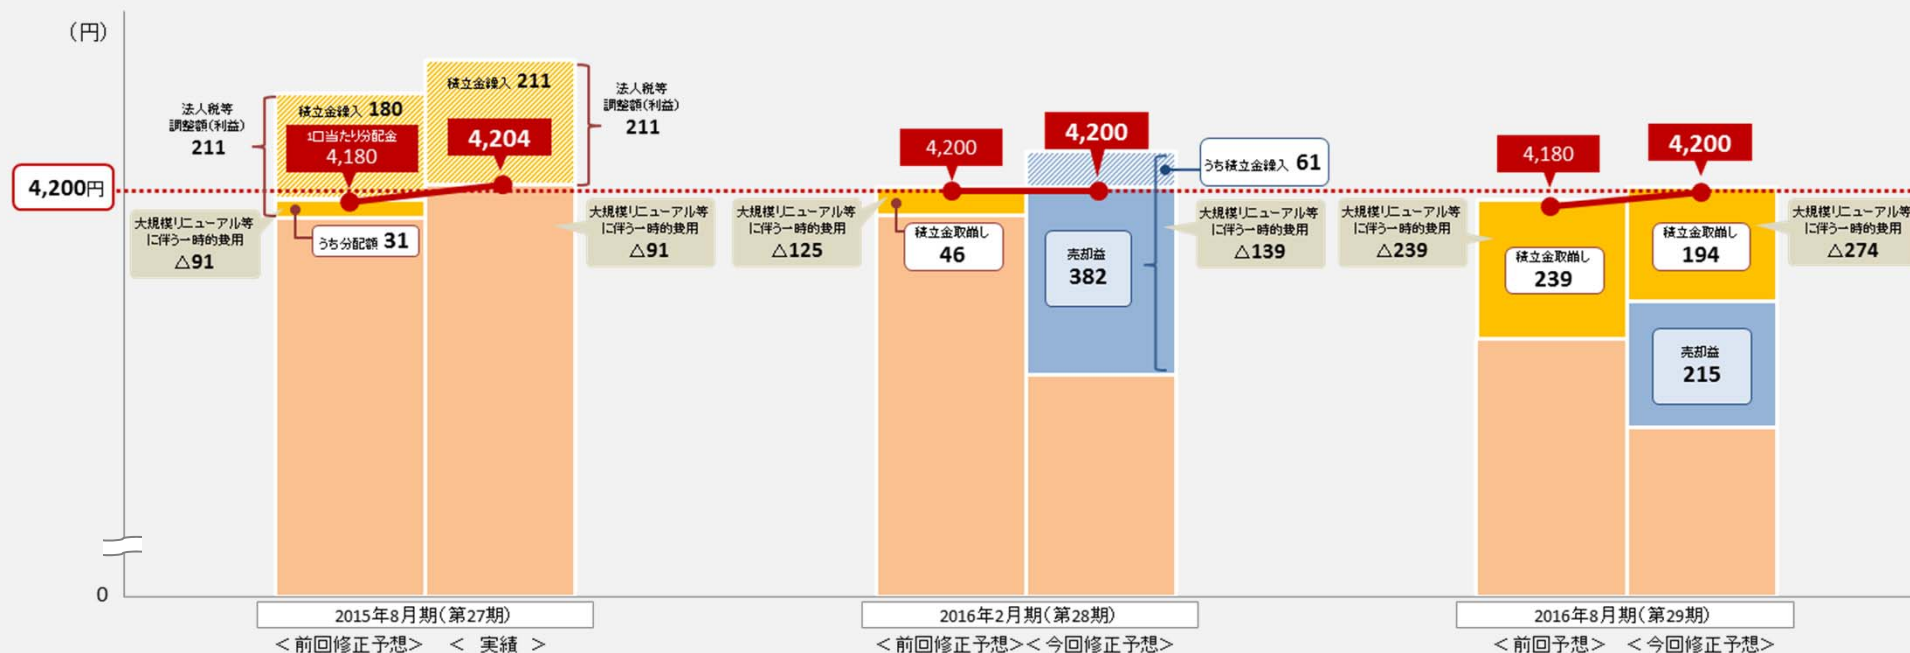 (円)
4,200円
0
法人税等
調整額(利益)
211
積立金繰入 180
1口当たり分配金
4,180
大規模リニューアル等
に伴う一時的費用
△91
うち分配額 31
積立金繰入 211
4,204
法人税等
調整額(利益)
211
大規模リニューアル等
に伴う一時的費用
△91
2015年8月期(第27期)
<前回修正予想>
< 実績 >
大規模リニューアル等
に伴う一時的費用
△125
4,200
積立金取崩し
46
4,200
うち積立金繰入 61
売却益
382
大規模リニューアル等
に伴う一時的費用
△139
2016年2月期(第28期)
<前回修正予想>
<今回修正予想>
大規模リニューアル等
に伴う一時的費用
△239
4,180
積立金取崩し
239
4,200
積立金取崩し
194
売却益
215
大規模リニューアル等
に伴う一時的費用
△274
2016年8月期(第29期)
<前回予想>
<今回修正予想>